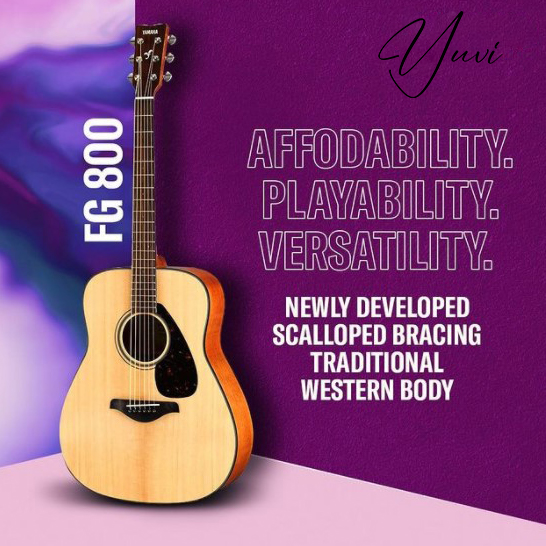 YAMAHA
Yuvi
FG 800
AFFODABILITY.
PLAYABILITY.
VERSATILITY.
NEWLY DEVELOPED
SCALLOPED BRACING
TRADITIONAL
WESTERN BODY